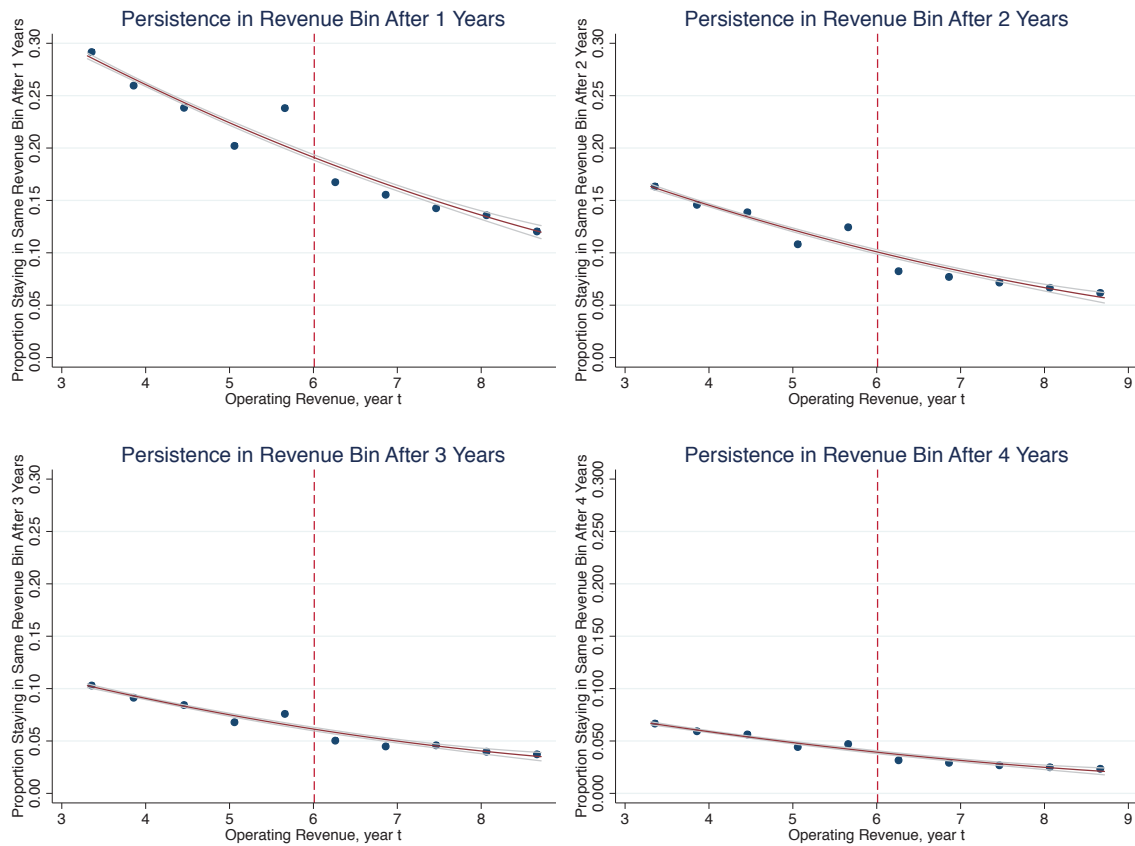 Persistence in Revenue Bin After 1 Years
Proportion Staying in Same Revenue Bin After 1 Years
0.30
0.25
0.20
0.15
0.10
0.05
0.00
3 4 5 6 7 8
Operating Revenue, year t
Persistence in Revenue Bin After 2 Years
Proportion Staying in Same Revenue Bin After 2 Years
0.30
0.25
0.20
0.15
0.10
0.05
0.00
3 4 5 6 7 8 9
Operating Revenue, year t
Persistence in Revenue Bin After 3 Years
Proportion Staying in Same Revenue Bin After 3 Years
0.30
0.25
0.20
0.15
0.10
0.05
0.00
3 4 5 6 7 8
Operating Revenue, year t
Persistence in Revenue Bin After 4 Years
Proportion Staying in Same Revenue Bin After 4 Years
0.300
0.250
0.200
0.150
0.100
0.050
0.000
3 4 5 6 7 8 9
Operating Revenue, year t